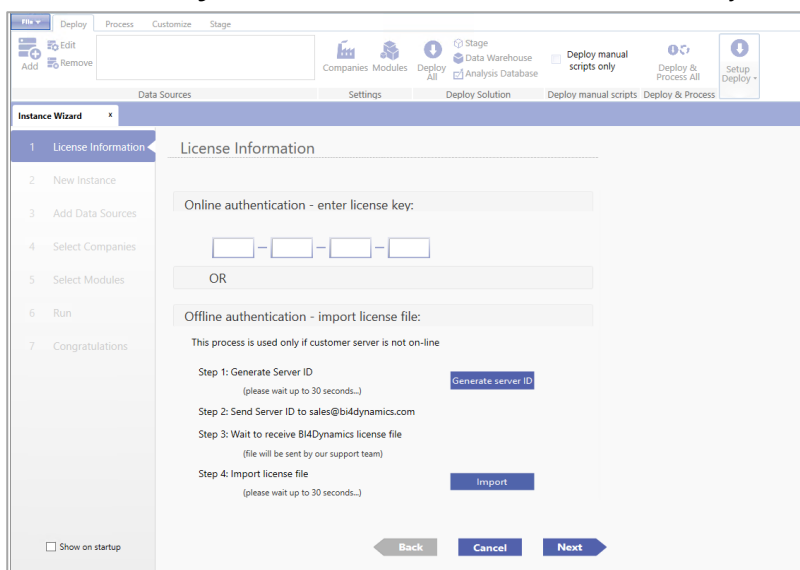 File Deploy Process Customize Stage
Add Edit Remove
Companies Modules
Deploy All
Stage
Data Warehouse
Analysis Database
Deploy manual scripts only
Deploy & Process All
Setup Deploy
Data Sources Settings Deploy Solution Deploy manual scripts Deploy & Process
Instance Wizard x
1 License Information
2 New Instance
3 Add Data Sources
4 Select Companies
5 Select Modules
6 Run
7 Congratulations
Show on startup
License Information
Online authentication - enter license key:
– – –
OR
Offline authentication - import license file:
This process is used only if customer server is not on-line
Step 1: Generate Server ID
(please wait up to 30 seconds...)
Generate server ID
Step 2: Send Server ID to sales@bi4dynamics.com
Step 3: Wait to receive BI4Dynamics license file
(file will be sent by our support team)
Step 4: Import license file
(please wait up to 30 seconds...)
Import
Back Cancel Next